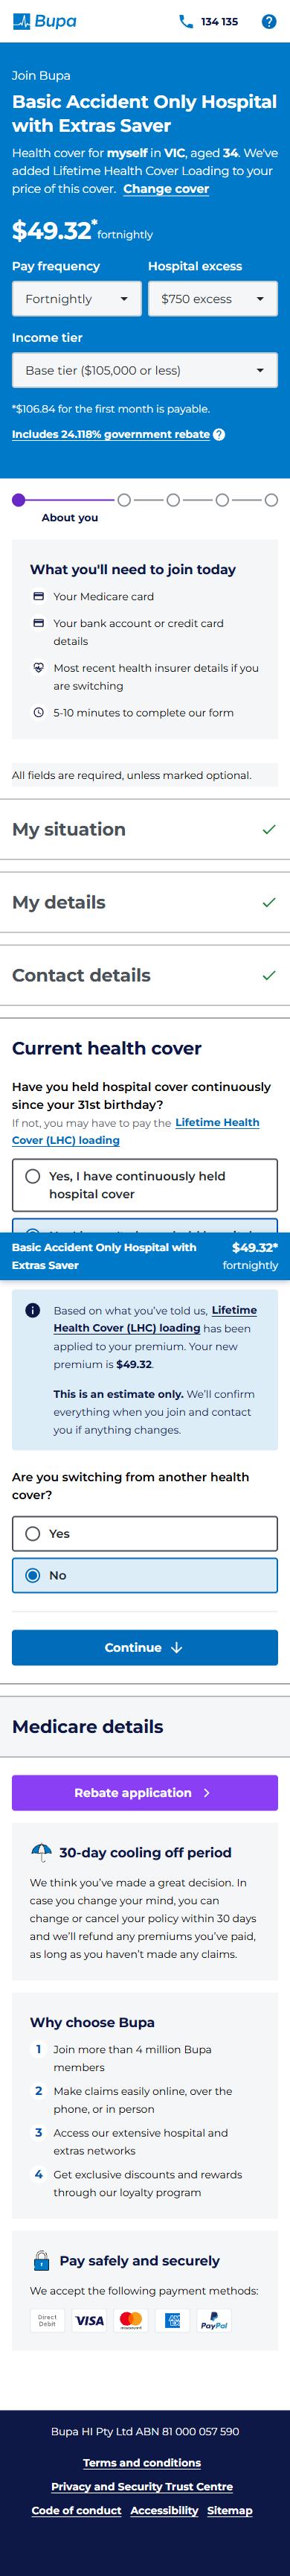 Bupa
134 135
Join Bupa
Basic Accident Only Hospital
with Extras Saver
Health cover for myself in VIC, aged 34. We've
added Lifetime Health Cover Loading to your
price of this cover. Change cover
$49.32* fortnightly
Pay frequency Hospital excess
Fortnightly $750 excess
Income tier
Base tier ($105,000 or less)
*$106.84 for the first month is payable.
Includes 24.118% government rebate ?
About you
What you'll need to join today
Your Medicare card
Your bank account or credit card
details
Most recent health insurer details if you
are switching
5-10 minutes to complete our form
All fields are required, unless marked optional.
My situation
My details
Contact details
Current health cover
Have you held hospital cover continuously
since your 31st birthday?
If not, you may have to pay the Lifetime Health
Cover (LHC) loading
Yes, I have continuously held
hospital cover
Basic Accident Only Hospital with $49.32*
Extras Saver fortnightly
Based on what you've told us, Lifetime
Health Cover (LHC) loading has been
applied to your premium. Your new
premium is $49.32.
This is an estimate only. We'll confirm
everything when you join and contact
you if anything changes.
Are you switching from another health
cover?
Yes
No
Continue
Medicare details
Rebate application
30-day cooling off period
We think you've made a great decision. In
case you change your mind, you can
change or cancel your policy within 30 days
and we'll refund any premiums you've paid,
as long as you haven't made any claims.
Why choose Bupa
1 Join more than 4 million Bupa
members
2 Make claims easily online, over the
phone, or in person
3 Access our extensive hospital and
extras networks
4 Get exclusive discounts and rewards
through our loyalty program
Pay safely and securely
We accept the following payment methods:
Direct
Debit VISA mastercard AMEX PayPal
Bupa HI Pty Ltd ABN 81 000 057 590
Terms and conditions
Privacy and Security Trust Centre
Code of conduct Accessibility Sitemap